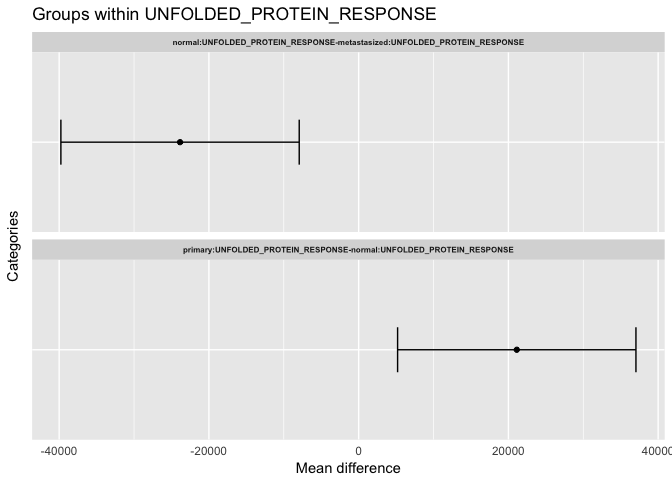 Groups within UNFOLDED_PROTEIN_RESPONSE
normal:UNFOLDED_PROTEIN_RESPONSE-metastasized:UNFOLDED_PROTEIN_RESPONSE
primary:UNFOLDED_PROTEIN_RESPONSE-normal:UNFOLDED_PROTEIN_RESPONSE
Categories
-40000 -20000 0 20000 40000
Mean difference